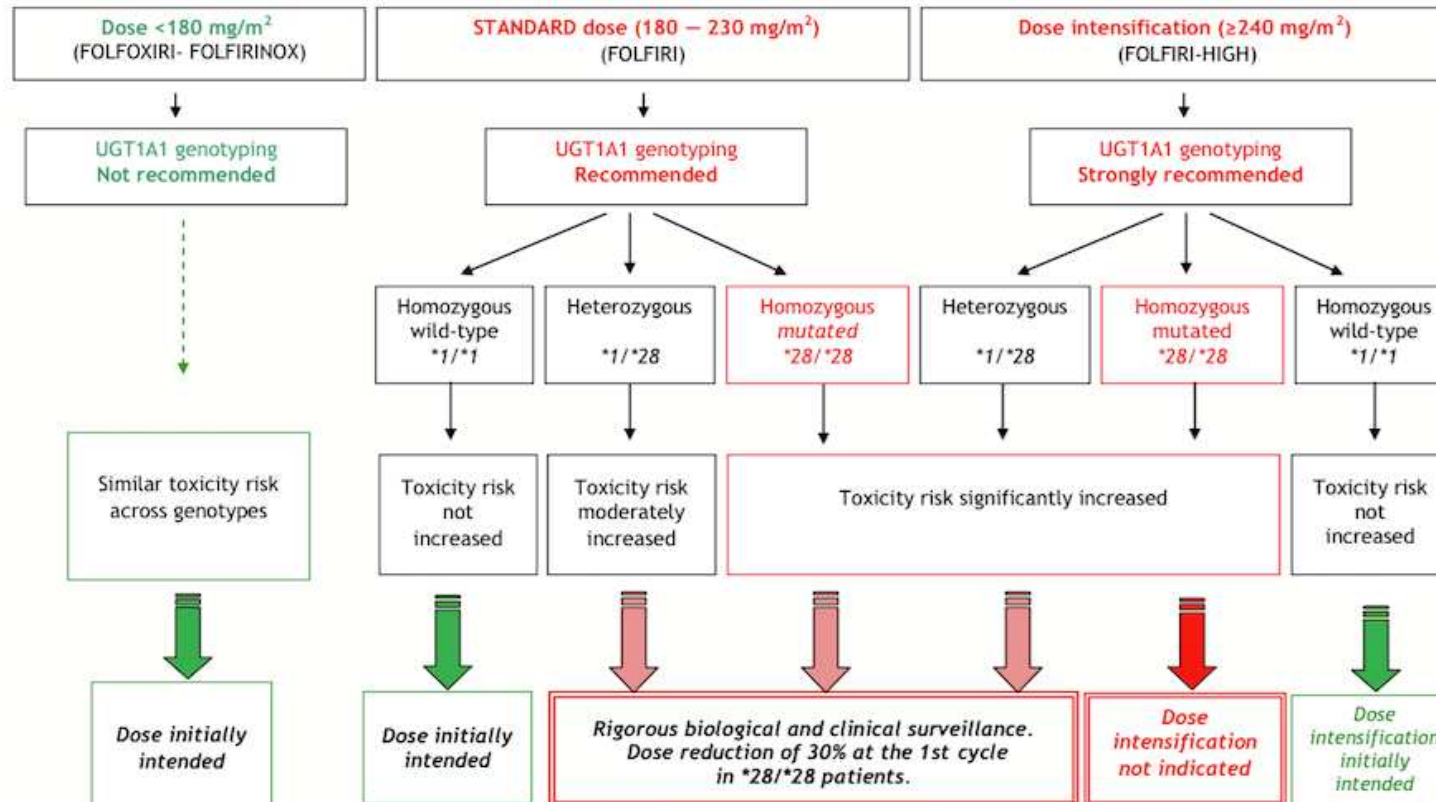 Dose <180 mg/m²
(FOLFOXIRI- FOLFIRINOX)
STANDARD dose (180 — 230 mg/m²)
(FOLFIRI)
Dose intensification (≥240 mg/m²)
(FOLFIRI-HIGH)
UGT1A1 genotyping
Not recommended
UGT1A1 genotyping
Recommended
UGT1A1 genotyping
Strongly recommended
Homozygous
wild-type
*1/*1
Heterozygous
*1/*28
Homozygous
mutated
*28/*28
Heterozygous
*1/*28
Homozygous
mutated
*28/*28
Homozygous
wild-type
*1/*1
Similar toxicity risk
across genotypes
Toxicity risk
not
increased
Toxicity risk
moderately
increased
Toxicity risk significantly increased
Toxicity risk
not
increased
Dose initially
intended
Dose initially
intended
Rigorous biological and clinical surveillance.
Dose reduction of 30% at the 1st cycle
in *28/*28 patients.
Dose
intensification
not indicated
Dose
intensification
initially
intended